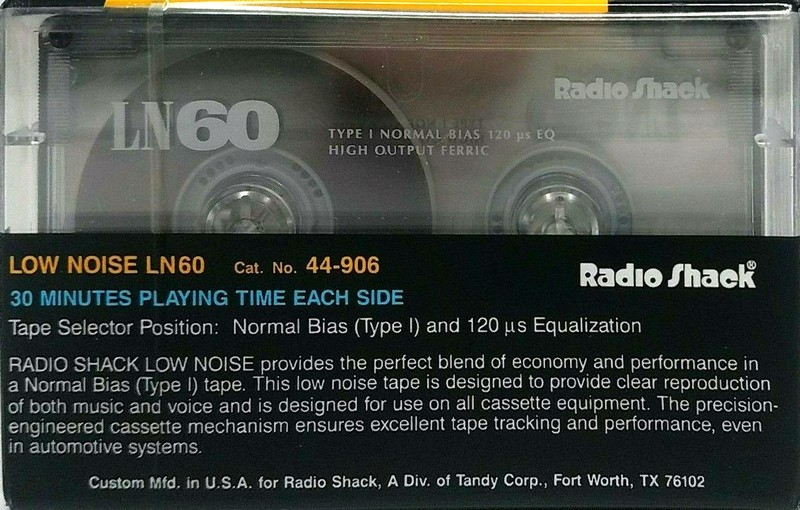 Radio Shack
LN60
TYPE I NORMAL BIAS 120 µs EQ
HIGH OUTPUT FERRIC
LOW NOISE LN60 Cat. No. 44-906
Radio Shack®
30 MINUTES PLAYING TIME EACH SIDE
Tape Selector Position: Normal Bias (Type I) and 120 µs Equalization
RADIO SHACK LOW NOISE provides the perfect blend of economy and performance in
a Normal Bias (Type I) tape. This low noise tape is designed to provide clear reproduction
of both music and voice and is designed for use on all cassette equipment. The precision-
engineered cassette mechanism ensures excellent tape tracking and performance, even
in automotive systems.
Custom Mfd. in U.S.A. for Radio Shack, A Div. of Tandy Corp., Fort Worth, TX 76102